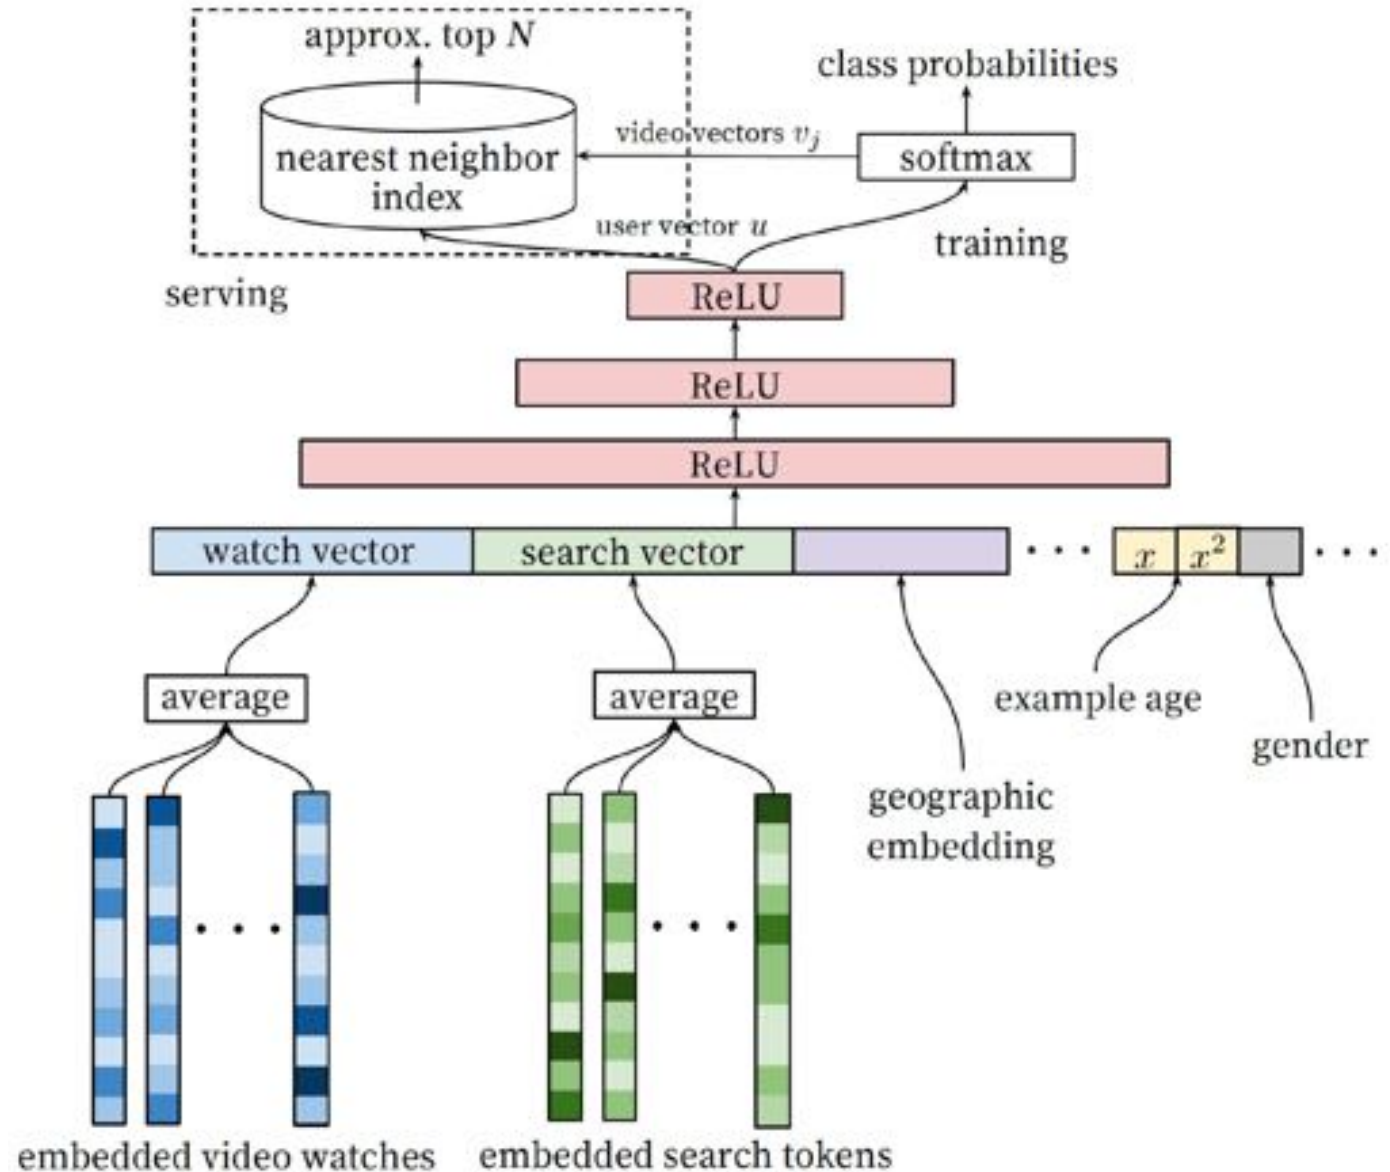 approx. top N
class probabilities
video vectors v_j
nearest neighbor
index
softmax
user vector u
training
serving
ReLU
ReLU
ReLU
watch vector
search vector
x
x²
average
average
example age
gender
geographic
embedding
embedded video watches
embedded search tokens